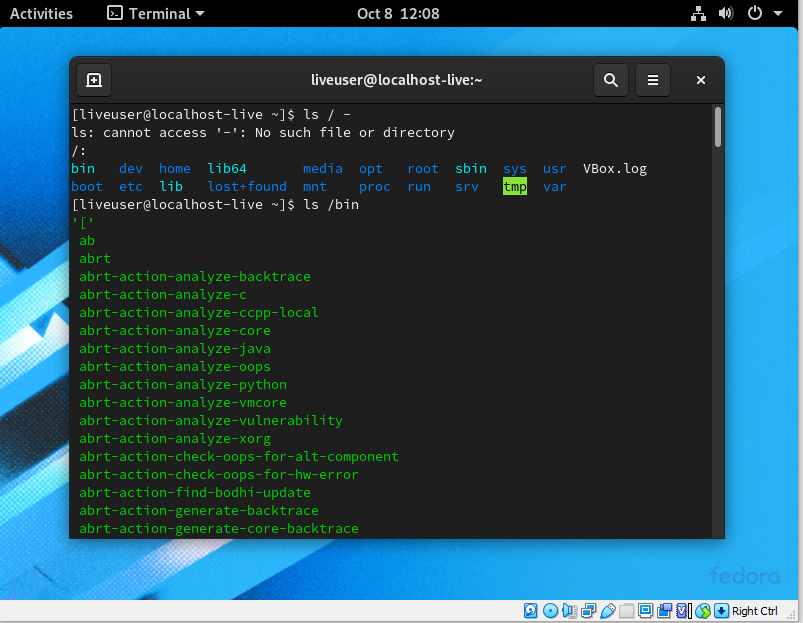 Activities Terminal Oct 8 12:08
liveuser@localhost-live:~
[liveuser@localhost-live ~]$ ls / -
ls: cannot access '-': No such file or directory
/:
bin dev home lib64 media opt root sbin sys usr VBox.log
boot etc lib lost+found mnt proc run srv tmp var
[liveuser@localhost-live ~]$ ls /bin
'['
ab
abrt
abrt-action-analyze-backtrace
abrt-action-analyze-c
abrt-action-analyze-ccpp-local
abrt-action-analyze-core
abrt-action-analyze-java
abrt-action-analyze-oops
abrt-action-analyze-python
abrt-action-analyze-vmcore
abrt-action-analyze-vulnerability
abrt-action-analyze-xorg
abrt-action-check-oops-for-alt-component
abrt-action-check-oops-for-hw-error
abrt-action-find-bodhi-update
abrt-action-generate-backtrace
abrt-action-generate-core-backtrace
fedora
Right Ctrl